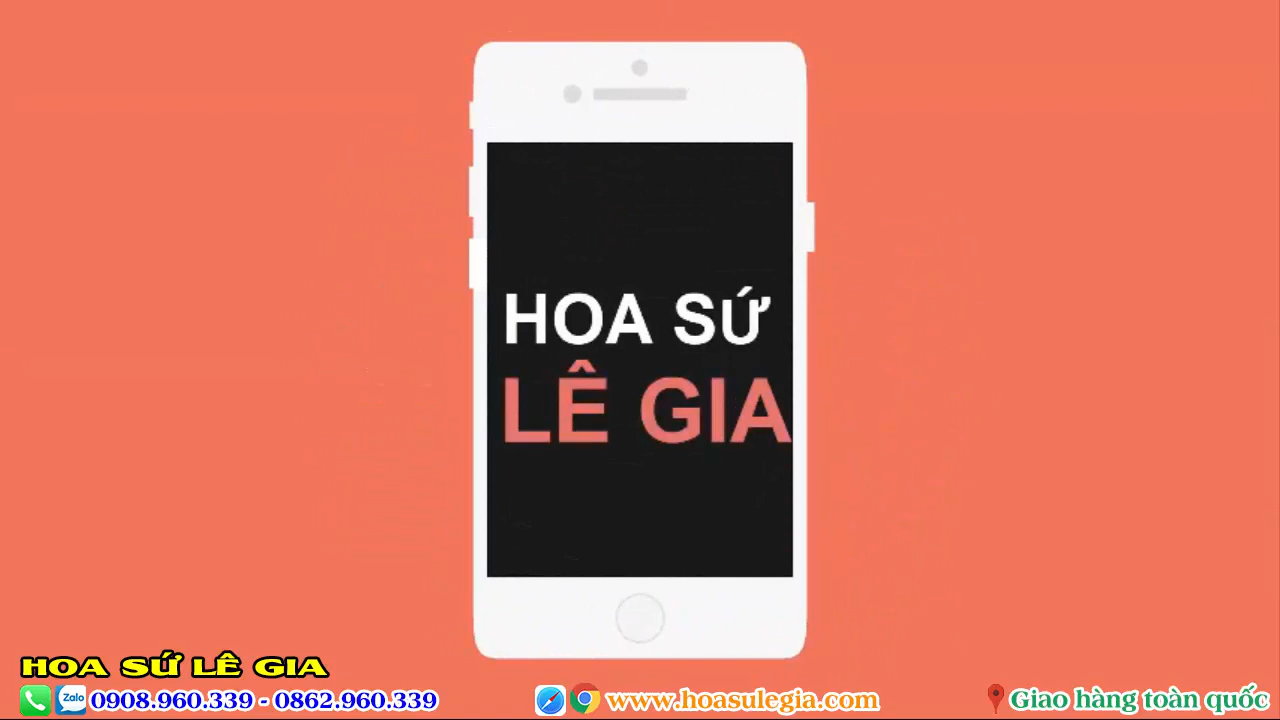 HOA SỨ
LÊ GIA
HOA SỨ LÊ GIA
Zalo 0908.960.339 - 0862.960.339
www.hoasulegia.com
Giao hàng toàn quốc